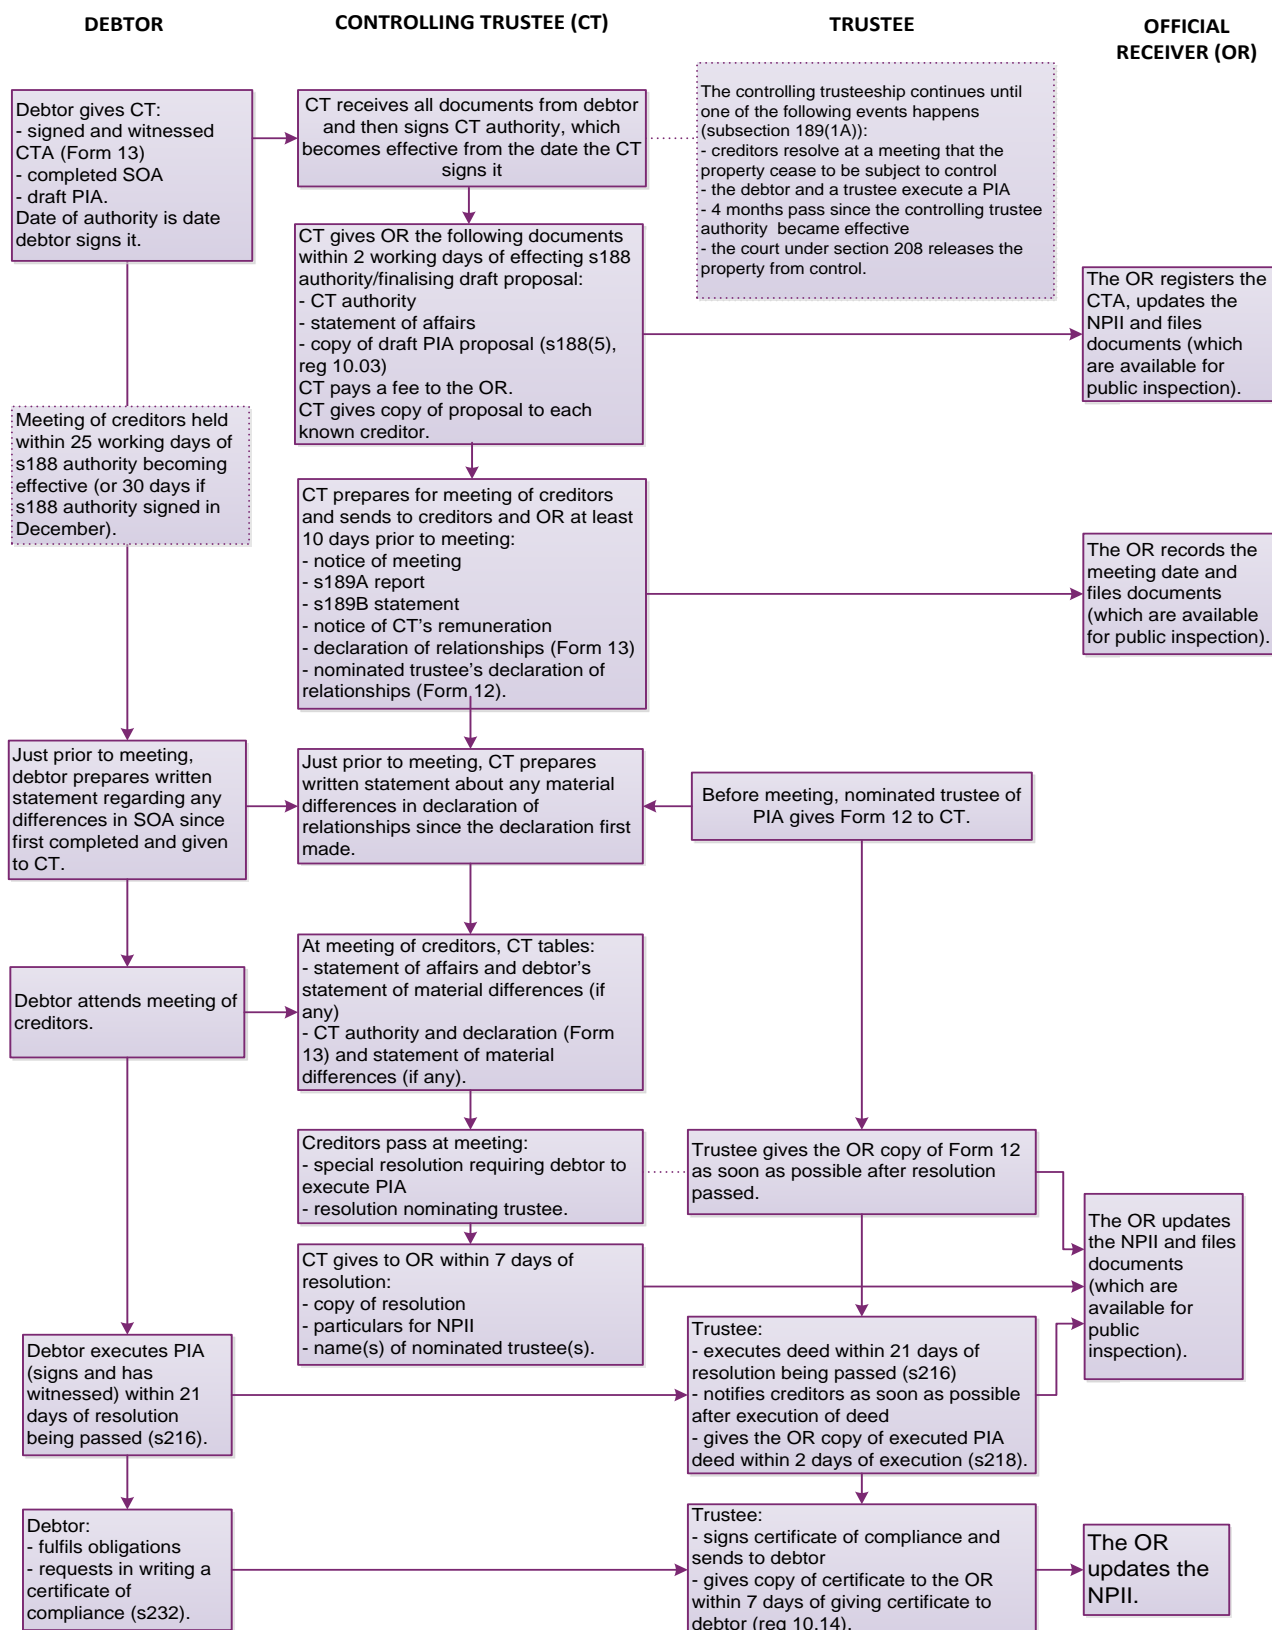 DEBTOR
CONTROLLING TRUSTEE (CT)
TRUSTEE
OFFICIAL
RECEIVER (OR)
Debtor gives CT:
- signed and witnessed
CTA (Form 13)
- completed SOA
- draft PIA.
Date of authority is date
debtor signs it.
CT receives all documents from debtor
and then signs CT authority, which
becomes effective from the date the CT
signs it
The controlling trusteeship continues until
one of the following events happens
(subsection 189(1A)):
- creditors resolve at a meeting that the
property cease to be subject to control
- the debtor and a trustee execute a PIA
- 4 months pass since the controlling trustee
authority became effective
- the court under section 208 releases the
property from control.
CT gives OR the following documents
within 2 working days of effecting s188
authority/finalising draft proposal:
- CT authority
- statement of affairs
- copy of draft PIA proposal (s188(5),
reg 10.03)
CT pays a fee to the OR.
CT gives copy of proposal to each
known creditor.
The OR registers the
CTA, updates the
NPII and files
documents (which
are available for
public inspection).
Meeting of creditors held
within 25 working days of
s188 authority becoming
effective (or 30 days if
s188 authority signed in
December).
CT prepares for meeting of creditors
and sends to creditors and OR at least
10 days prior to meeting:
- notice of meeting
- s189A report
- s189B statement
- notice of CT's remuneration
- declaration of relationships (Form 13)
- nominated trustee's declaration of
relationships (Form 12).
The OR records the
meeting date and
files documents
(which are available
for public inspection).
Just prior to meeting,
debtor prepares written
statement regarding any
differences in SOA since
first completed and given
to CT.
Just prior to meeting, CT prepares
written statement about any material
differences in declaration of
relationships since the declaration first
made.
Before meeting, nominated trustee of
PIA gives Form 12 to CT.
Debtor attends meeting of
creditors.
At meeting of creditors, CT tables:
- statement of affairs and debtor's
statement of material differences (if
any)
- CT authority and declaration (Form
13) and statement of material
differences (if any).
Creditors pass at meeting:
- special resolution requiring debtor to
execute PIA
- resolution nominating trustee.
Trustee gives the OR copy of Form 12
as soon as possible after resolution
passed.
CT gives to OR within 7 days of
resolution:
- copy of resolution
- particulars for NPII
- name(s) of nominated trustee(s).
The OR updates
the NPII and files
documents
(which are
available for
public
inspection).
Debtor executes PIA
(signs and has
witnessed) within 21
days of resolution
being passed (s216).
Trustee:
- executes deed within 21 days of
resolution being passed (s216)
- notifies creditors as soon as possible
after execution of deed
- gives the OR copy of executed PIA
deed within 2 days of execution (s218).
Debtor:
- fulfils obligations
- requests in writing a
certificate of
compliance (s232).
Trustee:
- signs certificate of compliance and
sends to debtor
- gives copy of certificate to the OR
within 7 days of giving certificate to
debtor (reg 10.14).
The OR
updates the
NPII.